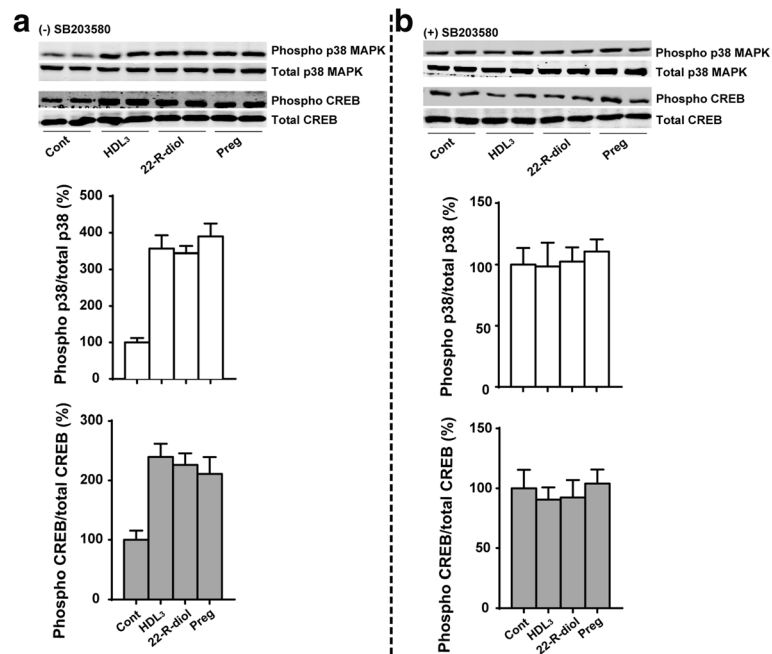 a
(-) SB203580
Phospho p38 MAPK
Total p38 MAPK
Phospho CREB
Total CREB
Cont
HDL₃
22-R-diol
Preg
Phospho p38/total p38 (%)
500
400
300
200
100
0
Phospho CREB/total CREB (%)
300
200
100
0
Cont
HDL₃
22-R-diol
Preg
b
(+) SB203580
Phospho p38 MAPK
Total p38 MAPK
Phospho CREB
Total CREB
Cont
HDL₃
22-R-diol
Preg
Phospho p38/total p38 (%)
150
100
50
0
Phospho CREB/total CREB (%)
150
100
50
0
Cont
HDL₃
22-R-diol
Preg